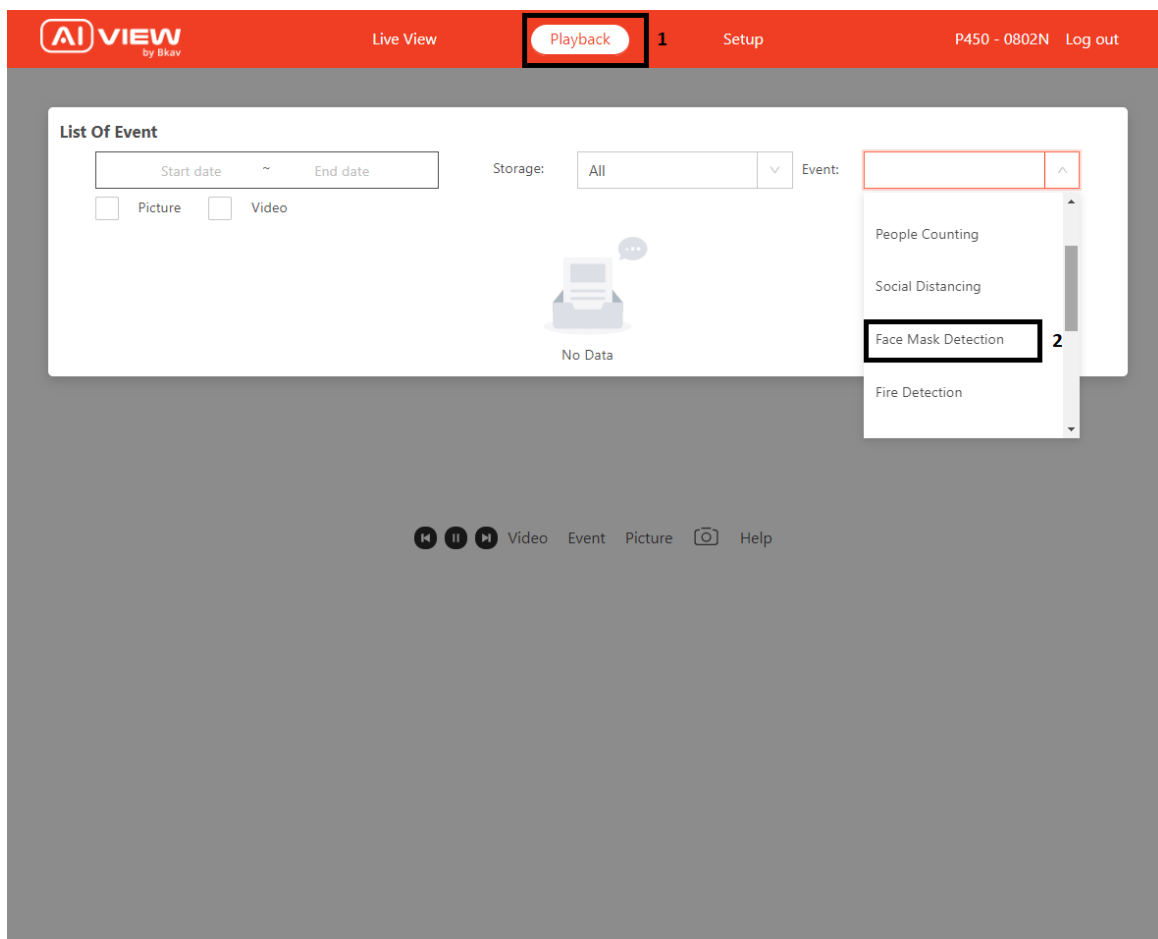 AI VIEW
by Bkav
Live View Playback 1 Setup P450 - 0802N Log out
List Of Event
Start date ~ End date Storage: All Event:
Picture Video
People Counting
Social Distancing
Face Mask Detection 2
No Data
Fire Detection
Video Event Picture Help